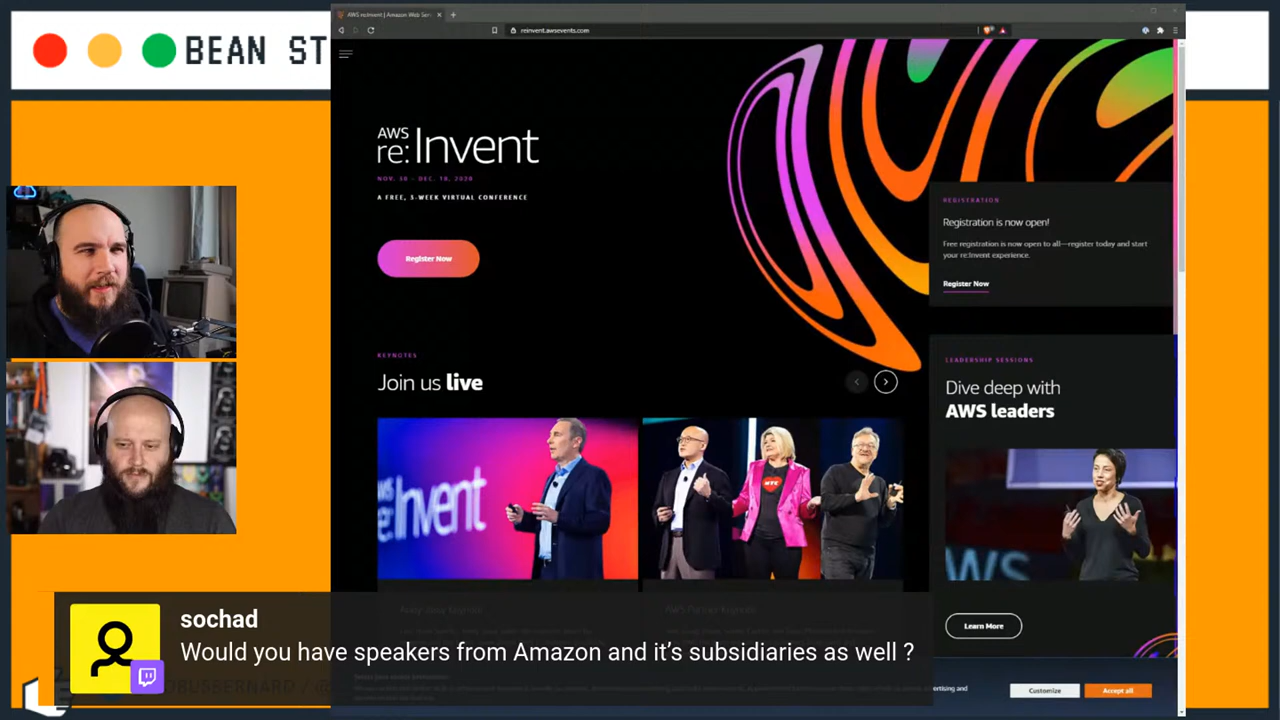 BEAN ST
AWS re:Invent | Amazon Web Serv
reinvent.awsevents.com
AWS
re:Invent
NOV. 30 - DEC. 18, 2020
A FREE, 3-WEEK VIRTUAL CONFERENCE
Register Now
REGISTRATION
Registration is now open!
Free registration is now open to all—register today and start
your re:Invent experience.
Register Now
KEYNOTES
Join us live
LEADERSHIP SESSIONS
Dive deep with
AWS leaders
AWS
re:Invent
AWS
Learn More
sochad
Would you have speakers from Amazon and it's subsidiaries as well ?
Customize
Accept all